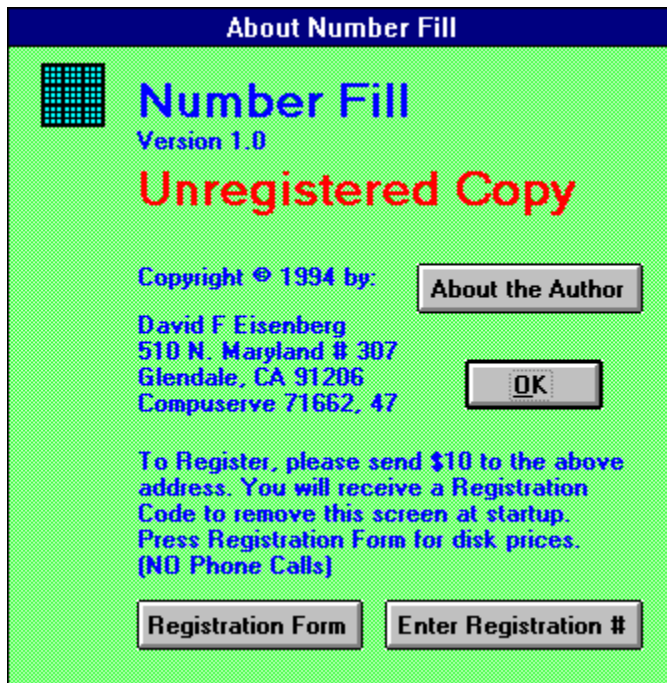 About Number Fill
Number Fill
Version 1.0
Unregistered Copy
Copyright © 1994 by:
About the Author
David F Eisenberg
510 N. Maryland # 307
Glendale, CA 91206
Compuserve 71662, 47
OK
To Register, please send $10 to the above
address. You will receive a Registration
Code to remove this screen at startup.
Press Registration Form for disk prices.
(NO Phone Calls)
Registration Form
Enter Registration #